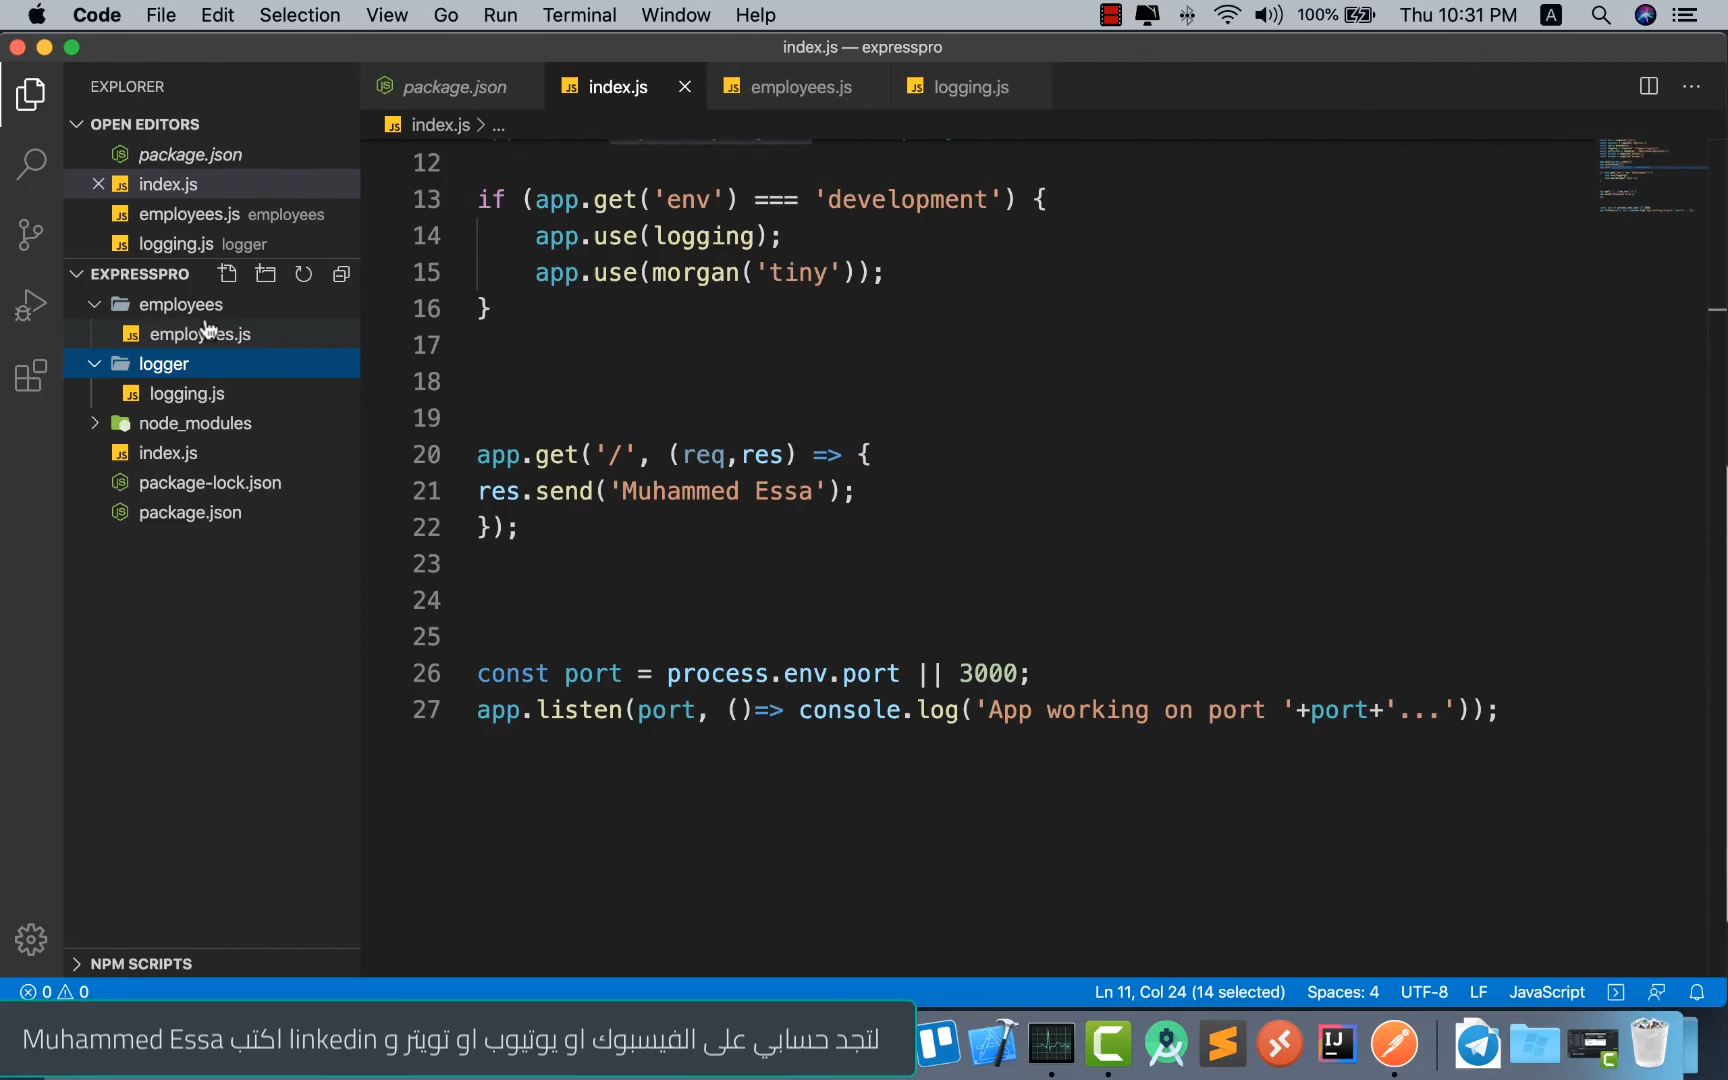 Code File Edit Selection View Go Run Terminal Window Help 100% Thu 10:31 PM A
index.js — expresspro
EXPLORER
OPEN EDITORS
package.json
index.js
employees.js employees
logging.js logger
EXPRESSPRO
employees
employees.js
logger
logging.js
node_modules
index.js
package-lock.json
package.json
NPM SCRIPTS
package.json index.js employees.js logging.js
index.js > ...
12
13 if (app.get('env') === 'development') {
14 app.use(logging);
15 app.use(morgan('tiny'));
16 }
17
18
19
20 app.get('/', (req,res) => {
21 res.send('Muhammed Essa');
22 });
23
24
25
26 const port = process.env.port || 3000;
27 app.listen(port, ()=> console.log('App working on port '+port+'...'));
0 0 Ln 11, Col 24 (14 selected) Spaces: 4 UTF-8 LF JavaScript
لتجد حسابي على الفيسبوك او يوتيوب او تويتر و linkedin اكتب Muhammed Essa
IJ